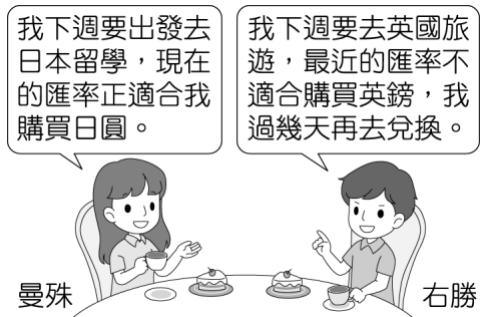 我下週要出發去
日本留學，現在
的匯率正適合我
購買日圓。
我下週要去英國旅
遊，最近的匯率不
適合購買英鎊，我
過幾天再去兌換。
曼殊
右勝